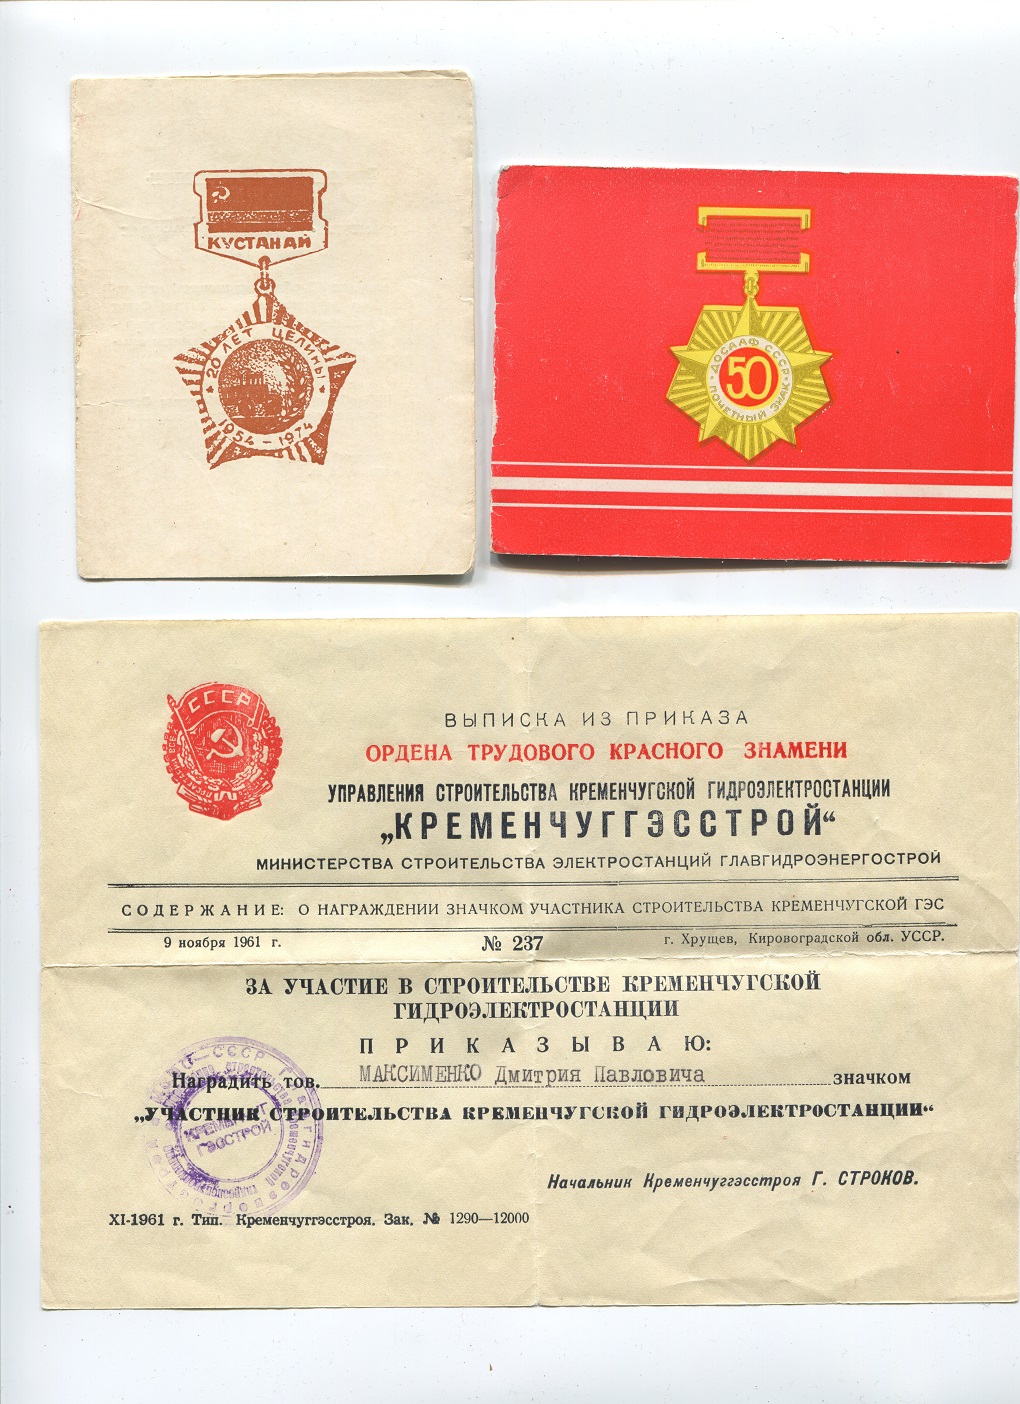 КУСТАНАЙ
20 ЛЕТ ЦЕЛИНЫ
1954 – 1974
ДОСААФ СССР
50
ПОЧЕТНЫЙ ЗНАК
СССР
ВЫПИСКА ИЗ ПРИКАЗА
ОРДЕНА ТРУДОВОГО КРАСНОГО ЗНАМЕНИ
УПРАВЛЕНИЯ СТРОИТЕЛЬСТВА КРЕМЕНЧУГСКОЙ ГИДРОЭЛЕКТРОСТАНЦИИ
„КРЕМЕНЧУГГЭССТРОЙ“
МИНИСТЕРСТВА СТРОИТЕЛЬСТВА ЭЛЕКТРОСТАНЦИЙ ГЛАВГИДРОЭНЕРГОСТРОЙ
СОДЕРЖАНИЕ: О НАГРАЖДЕНИИ ЗНАЧКОМ УЧАСТНИКА СТРОИТЕЛЬСТВА КРЕМЕНЧУГСКОЙ ГЭС
9 ноября 1961 г. № 237 г. Хрущев, Кировоградской обл. УССР.
ЗА УЧАСТИЕ В СТРОИТЕЛЬСТВЕ КРЕМЕНЧУГСКОЙ
ГИДРОЭЛЕКТРОСТАНЦИИ
ПРИКАЗЫВАЮ:
Наградить тов. МАКСИМЕНКО Дмитрия Павловича значком
„УЧАСТНИК СТРОИТЕЛЬСТВА КРЕМЕНЧУГСКОЙ ГИДРОЭЛЕКТРОСТАНЦИИ“
КРЕМЕНЧУГ
ГЭССТРОЙ
Начальник Кременчуггэсстроя Г. СТРОКОВ.
XI-1961 г. Тип. Кременчуггэсстроя. Зак. № 1290—12000